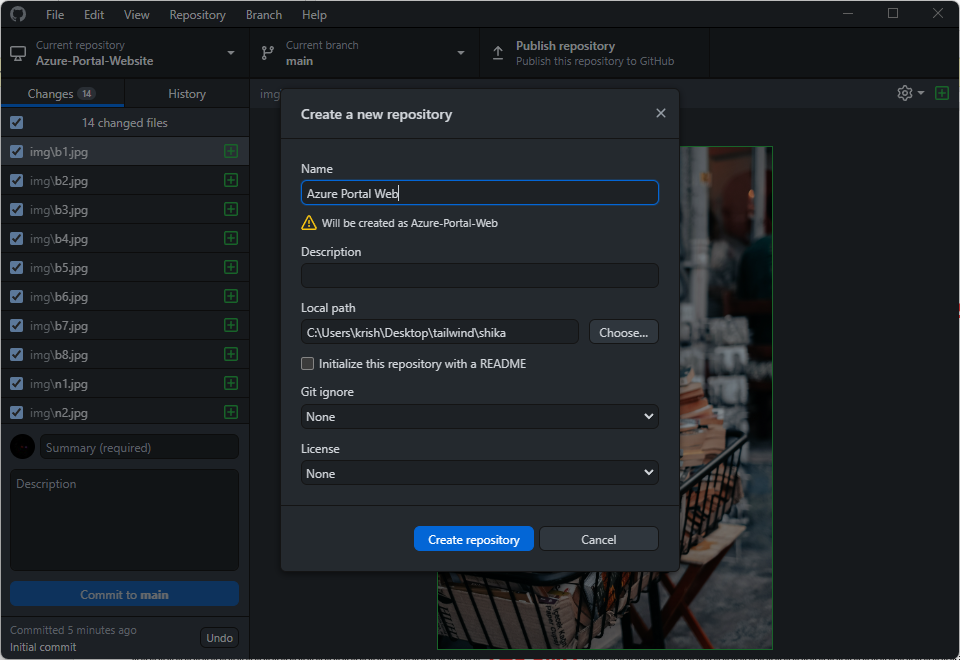 File Edit View Repository Branch Help
Current repository
Azure-Portal-Website
Current branch
main
Publish repository
Publish this repository to GitHub
Changes 14
History
14 changed files
img\b1.jpg
img\b2.jpg
img\b3.jpg
img\b4.jpg
img\b5.jpg
img\b6.jpg
img\b7.jpg
img\b8.jpg
img\n1.jpg
img\n2.jpg
Summary (required)
Description
Commit to main
Committed 5 minutes ago
Initial commit
Undo
img
Create a new repository
Name
Azure Portal Web
Will be created as Azure-Portal-Web
Description
Local path
C:\Users\krish\Desktop\tailwind\shika
Choose...
Initialize this repository with a README
Git ignore
None
License
None
Create repository
Cancel